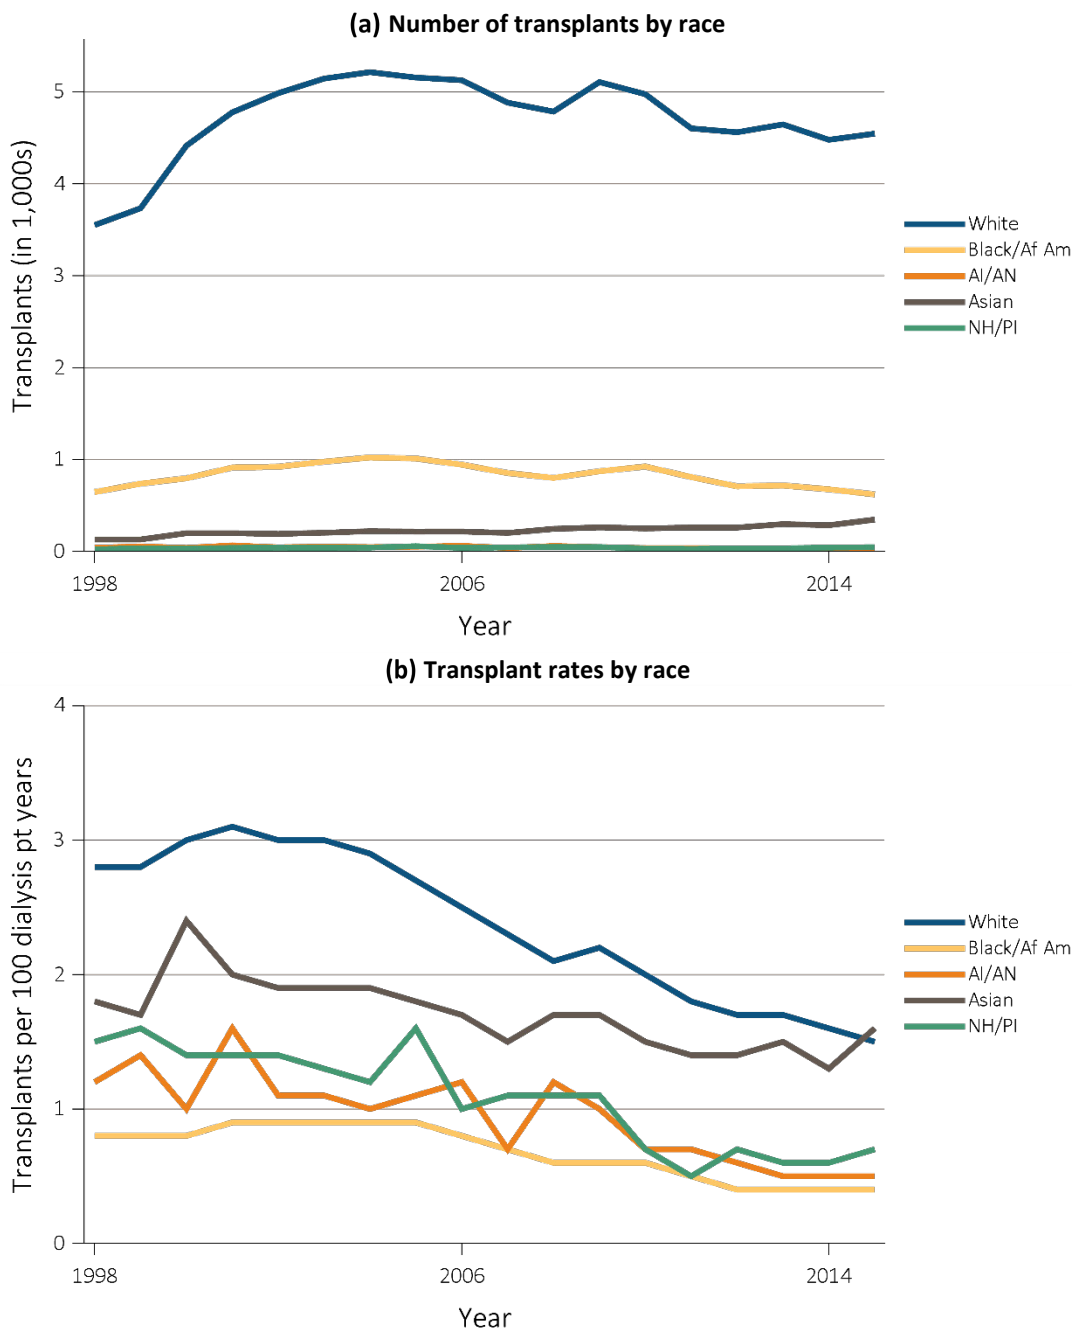 (a) Number of transplants by race
Transplants (in 1,000s)
5
4
3
2
1
0
1998
2006
2014
Year
White
Black/Af Am
AI/AN
Asian
NH/PI
(b) Transplant rates by race
Transplants per 100 dialysis pt years
4
3
2
1
0
1998
2006
2014
Year
White
Black/Af Am
AI/AN
Asian
NH/PI